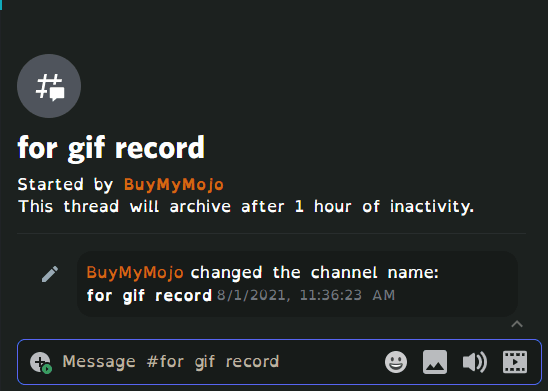 for gif record
Started by BuyMyMojo
This thread will archive after 1 hour of inactivity.
BuyMyMojo changed the channel name:
for gif record 8/1/2021, 11:36:23 AM
Message #for gif record